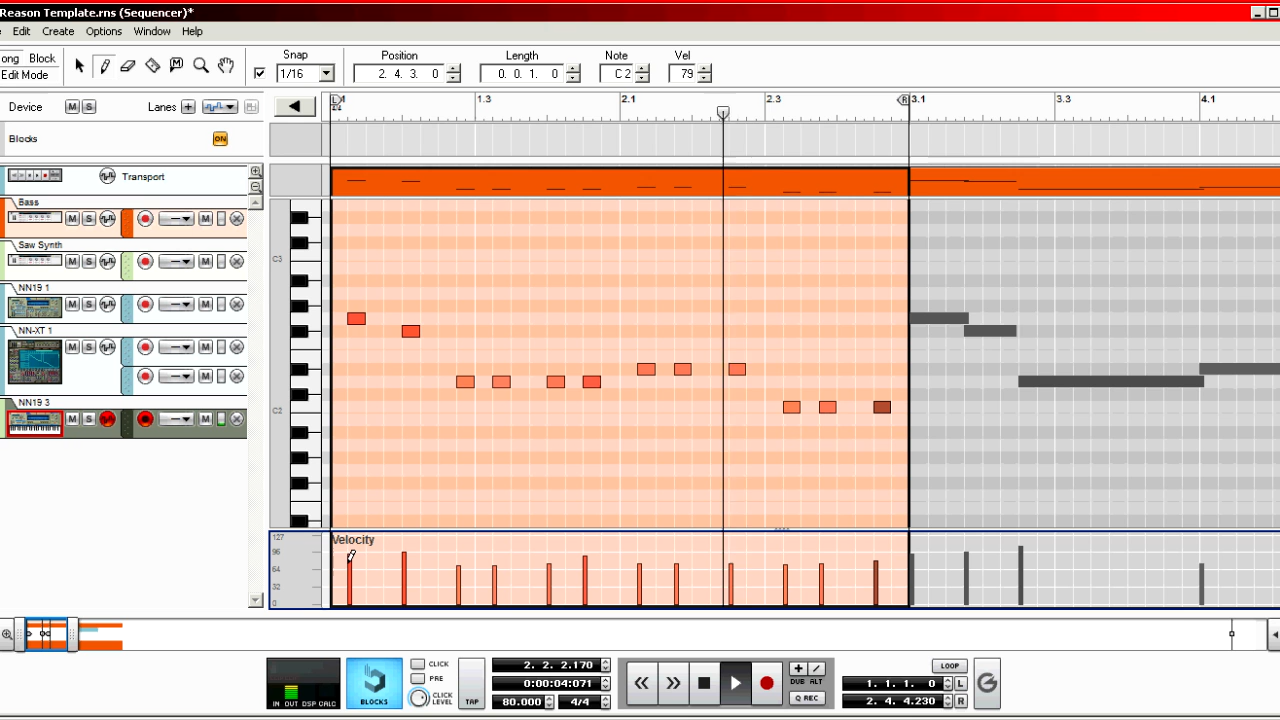 Reason Template.rns (Sequencer)*
Edit Create Options Window Help
ong Block
Edit Mode
Snap Position Length Note Vel
1/16 2. 4. 3. 0 0. 0. 1. 0 C 2 79
Device M S Lanes
L 1 1.3 2.1 2.3 R 3.1 3.3 4.1
Blocks ON
Transport
Bass
M S M
Saw Synth
M S M
C3
NN19 1
M S M
NN-XT 1
M S M
M
NN19 3
M S M
C2
Velocity
127
96
64
32
0
CLICK
PRE
CLICK LEVEL
TAP
IN OUT DSP CALC
BLOCKS
2. 2. 2.170
0:00:04:071
80.000 4/4
DUB ALT
Q REC
LOOP
1. 1. 1. 0 L
2. 4. 4.230 R